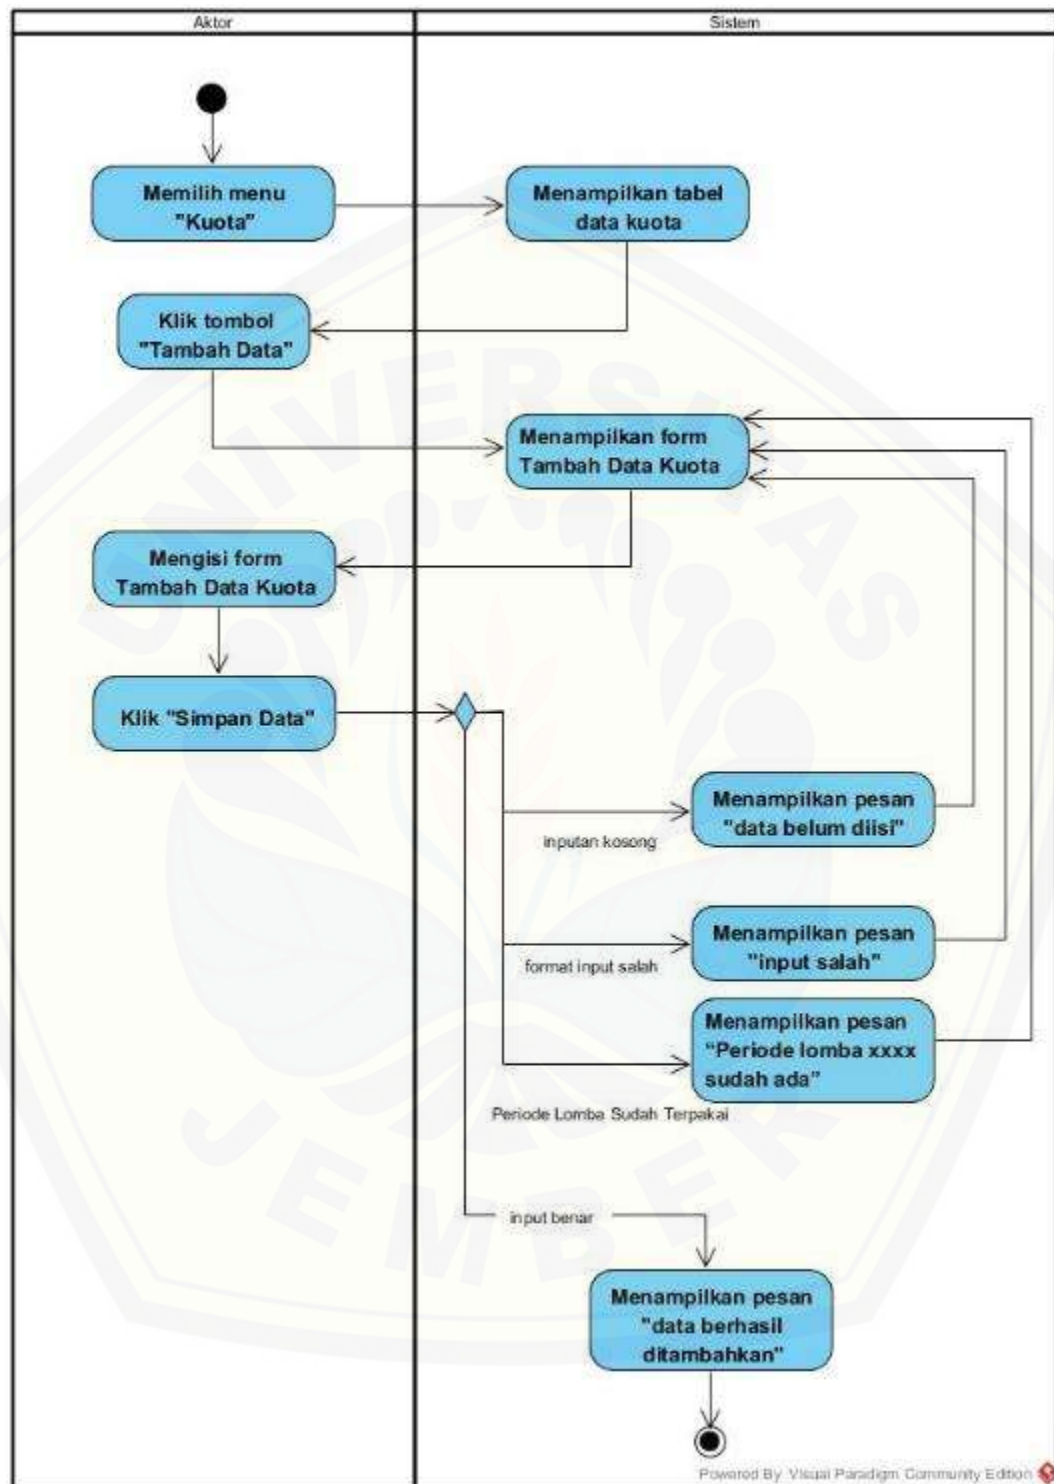 Aktor
Sistem
Memilih menu
"Kuota"
Menampilkan tabel
data kuota
Klik tombol
"Tambah Data"
Menampilkan form
Tambah Data Kuota
Mengisi form
Tambah Data Kuota
Klik "Simpan Data"
Menampilkan pesan
"data belum diisi"
inputan kosong
Menampilkan pesan
"input salah"
format input salah
Menampilkan pesan
“Periode lomba xxxx
sudah ada”
Periode Lomba Sudah Terpakai
input benar
Menampilkan pesan
"data berhasil
ditambahkan"
UNIVERSITAS
JEMBER
Powered By Visual Paradigm Community Edition